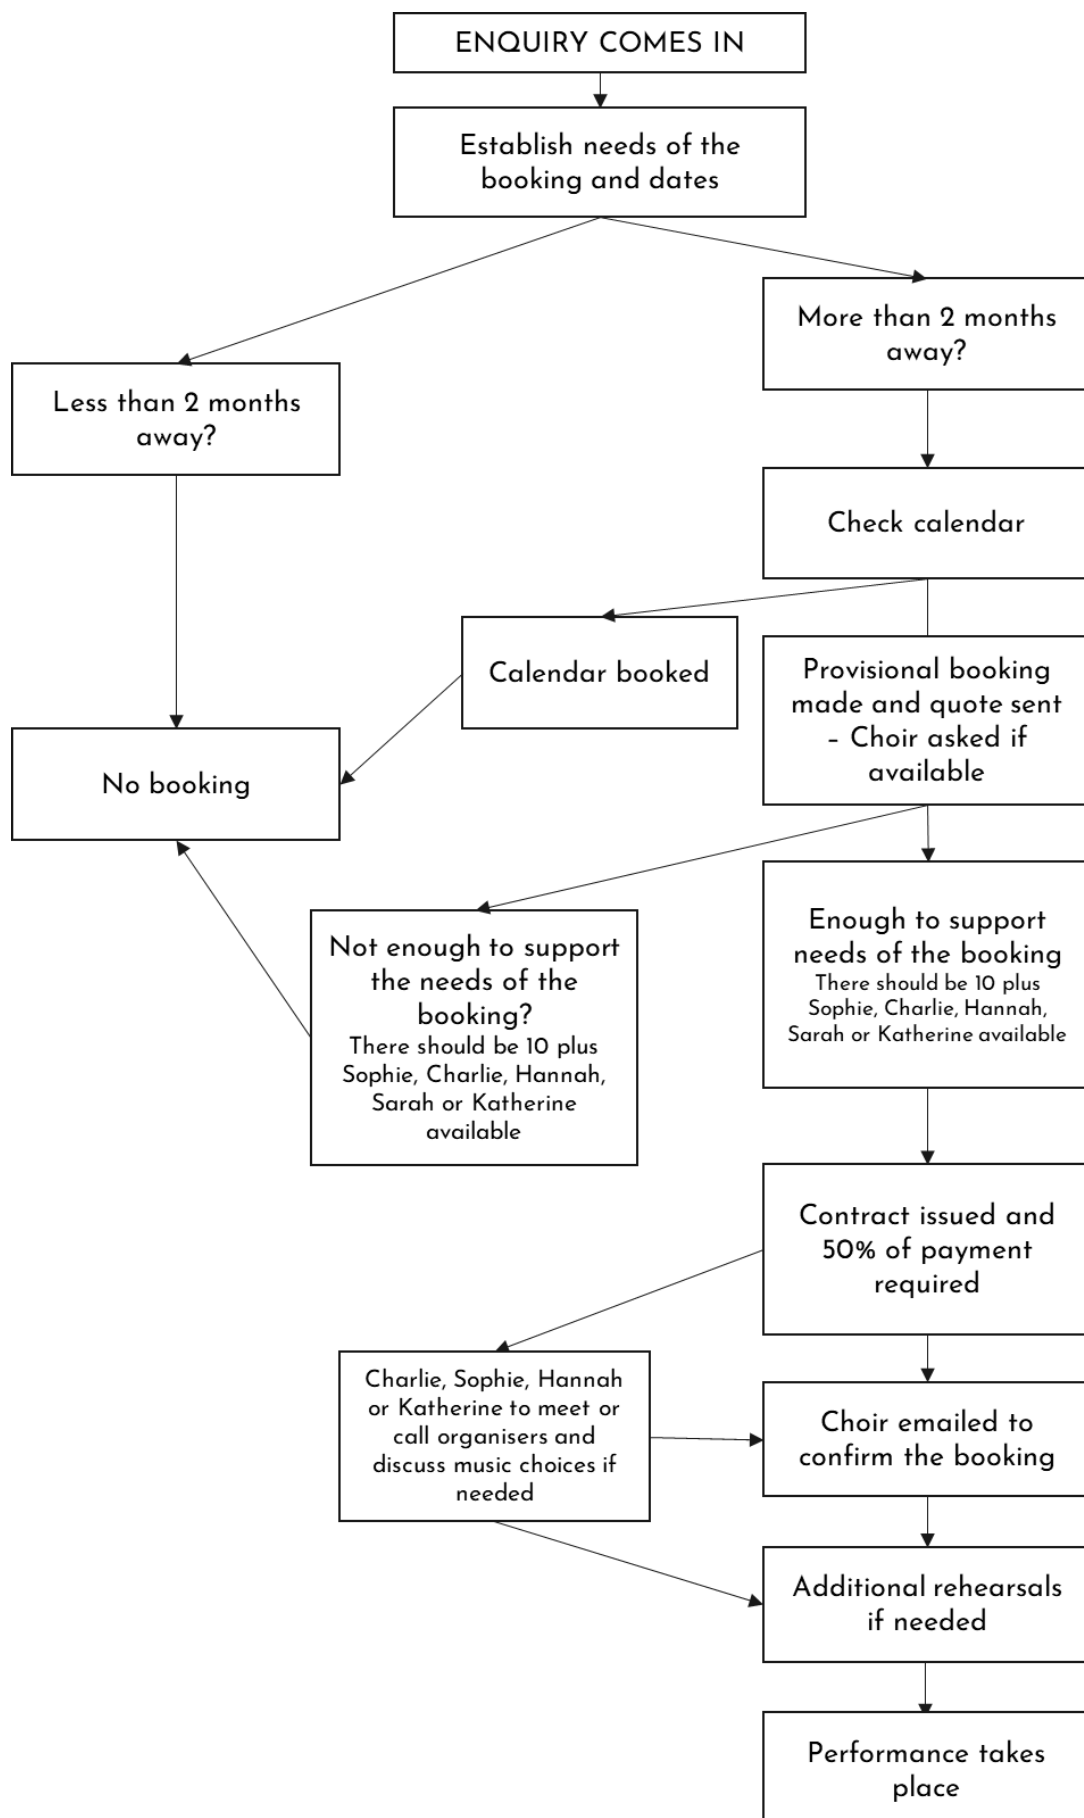 ENQUIRY COMES IN
Establish needs of the
booking and dates
More than 2 months
away?
Less than 2 months
away?
Check calendar
Calendar booked
Provisional booking
made and quote sent
– Choir asked if
available
No booking
Not enough to support
the needs of the
booking?
There should be 10 plus
Sophie, Charlie, Hannah,
Sarah or Katherine
available
Enough to support
needs of the booking
There should be 10 plus
Sophie, Charlie, Hannah,
Sarah or Katherine available
Contract issued and
50% of payment
required
Charlie, Sophie, Hannah
or Katherine to meet or
call organisers and
discuss music choices if
needed
Choir emailed to
confirm the booking
Additional rehearsals
if needed
Performance takes
place